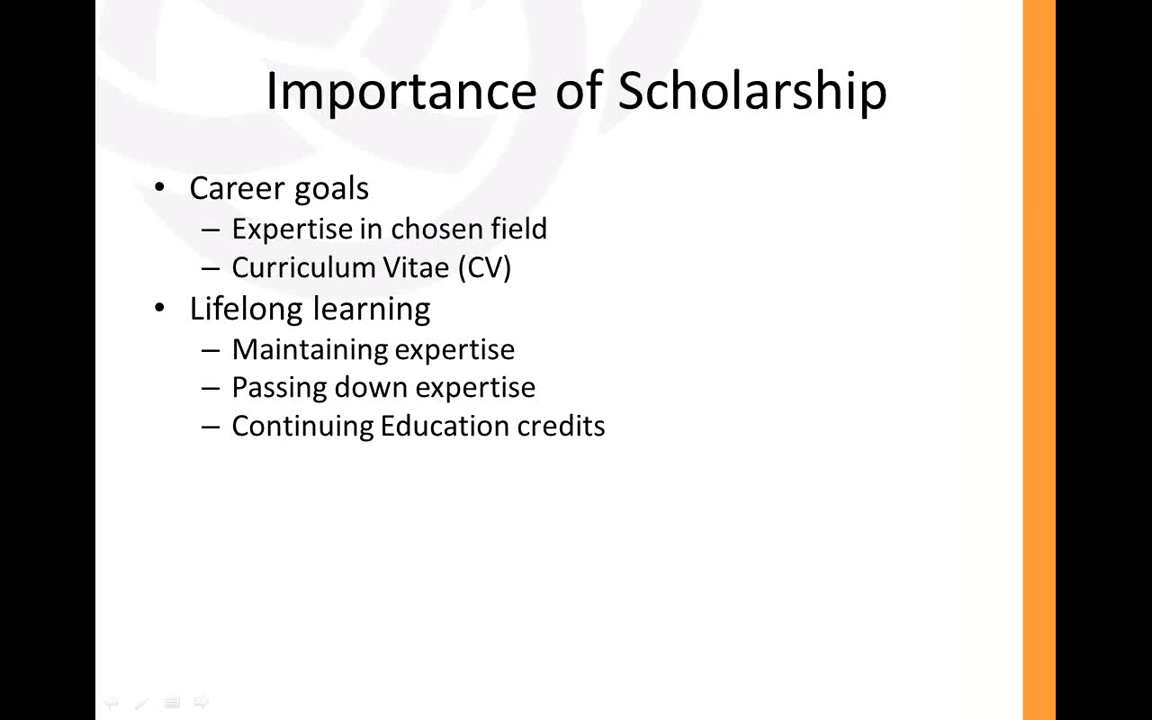 Importance of Scholarship
• Career goals
– Expertise in chosen field
– Curriculum Vitae (CV)
• Lifelong learning
– Maintaining expertise
– Passing down expertise
– Continuing Education credits